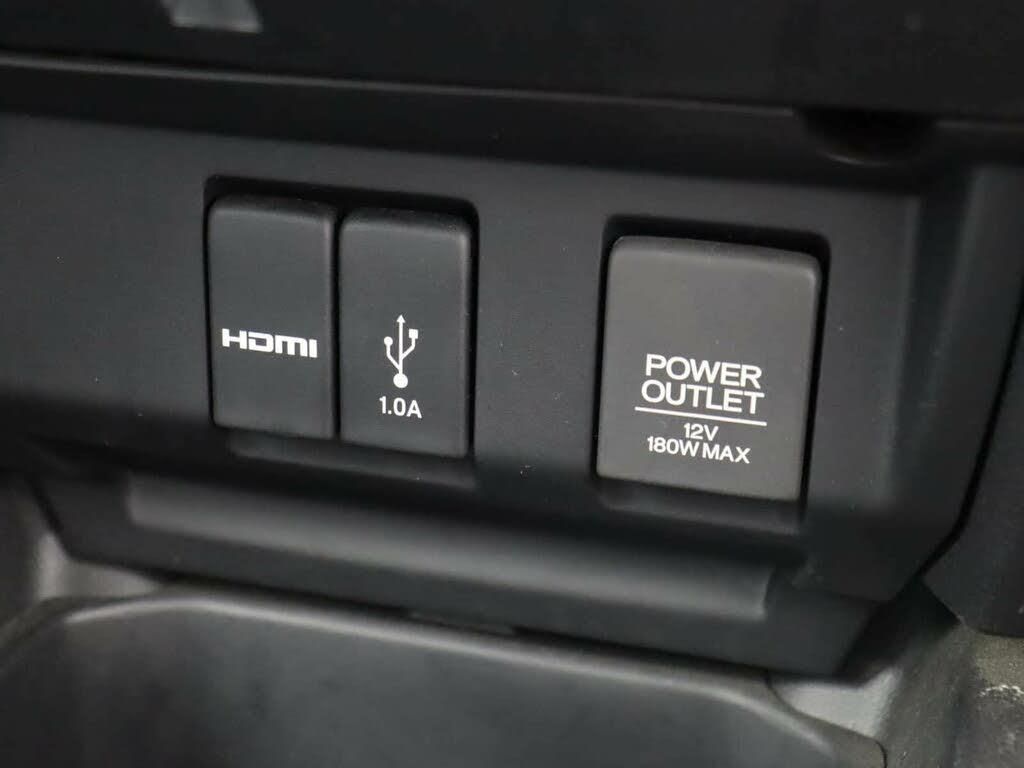 HDMI
1.0A
POWER
OUTLET
12V
180W MAX